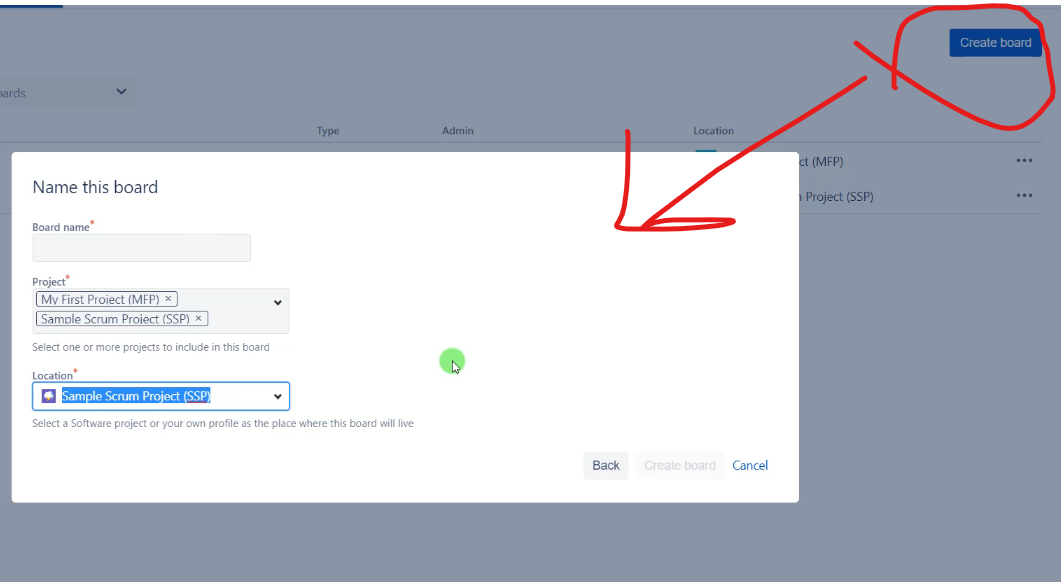 Create board
oards
Type Admin Location
ct (MFP)
Project (SSP)
Name this board
Board name*
Project*
My First Project (MFP) ×
Sample Scrum Project (SSP) ×
Select one or more projects to include in this board
Location*
Sample Scrum Project (SSP)
Select a Software project or your own profile as the place where this board will live
Back Create board Cancel